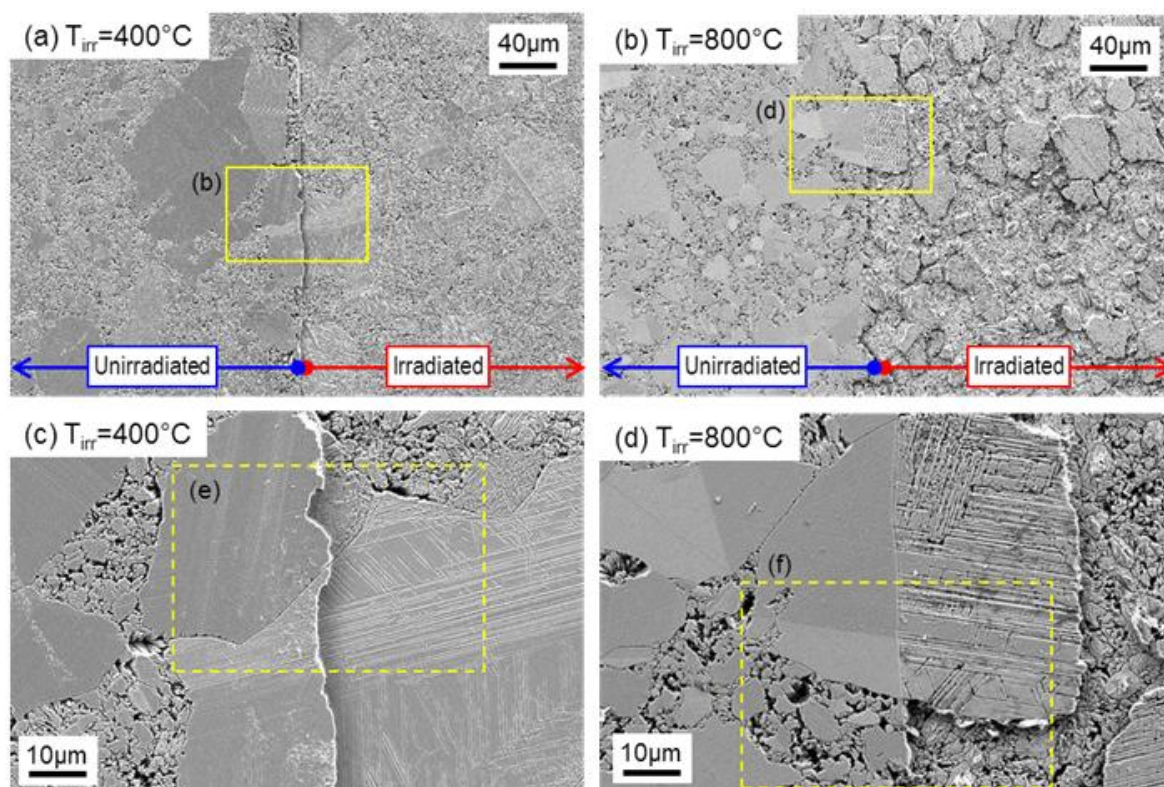 (a) Tirr=400°C
40µm
(b)
Unirradiated
Irradiated
(b) Tirr=800°C
40µm
(d)
Unirradiated
Irradiated
(c) Tirr=400°C
(e)
10µm
(d) Tirr=800°C
(f)
10µm